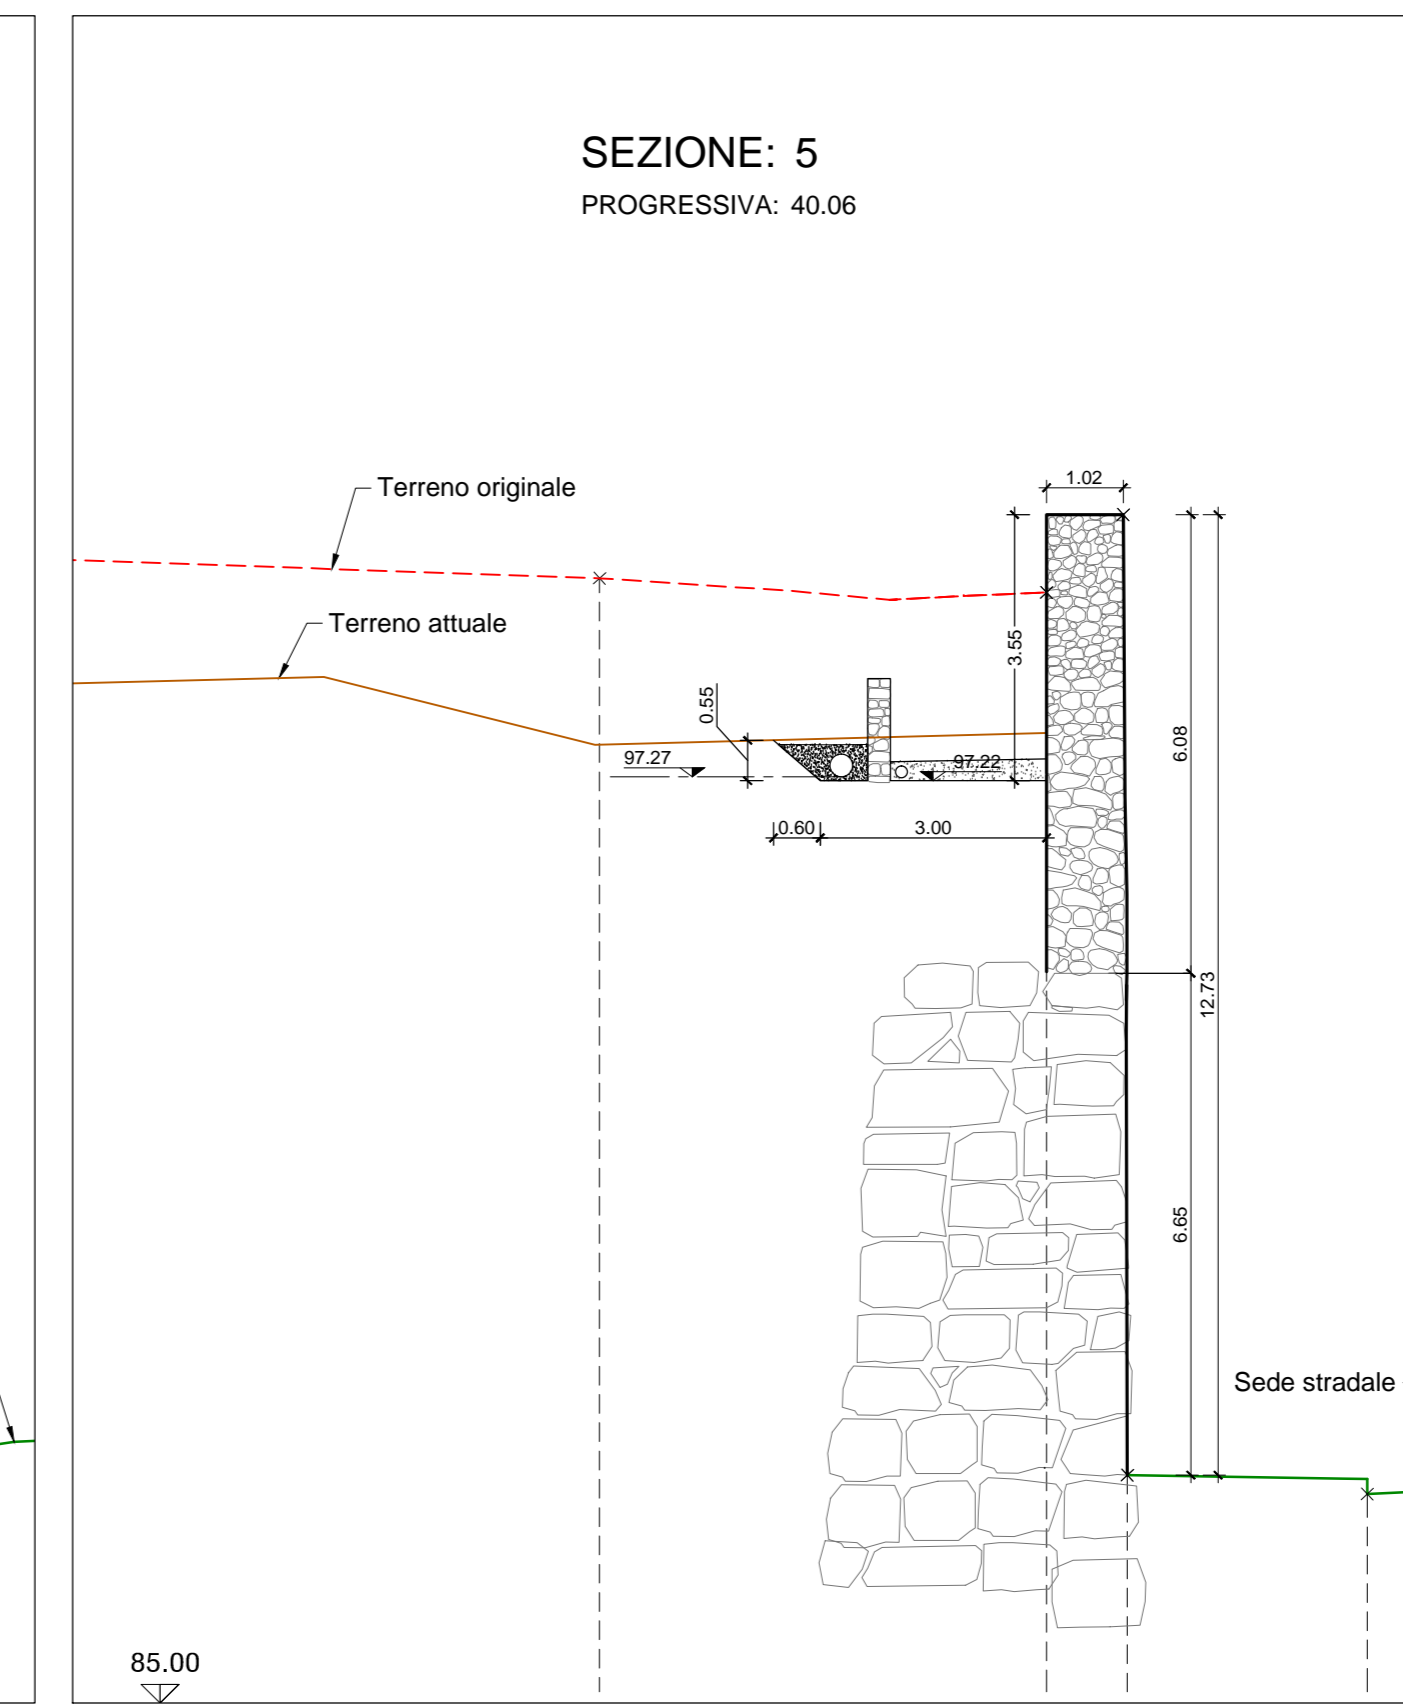 SEZIONE: 5
PROGRESSIVA: 40.06
1.02
Terreno originale
Terreno attuale
3.55
0.55
6.08
97.27
97.22
0.60
3.00
12.73
6.65
Sede stradale
85.00